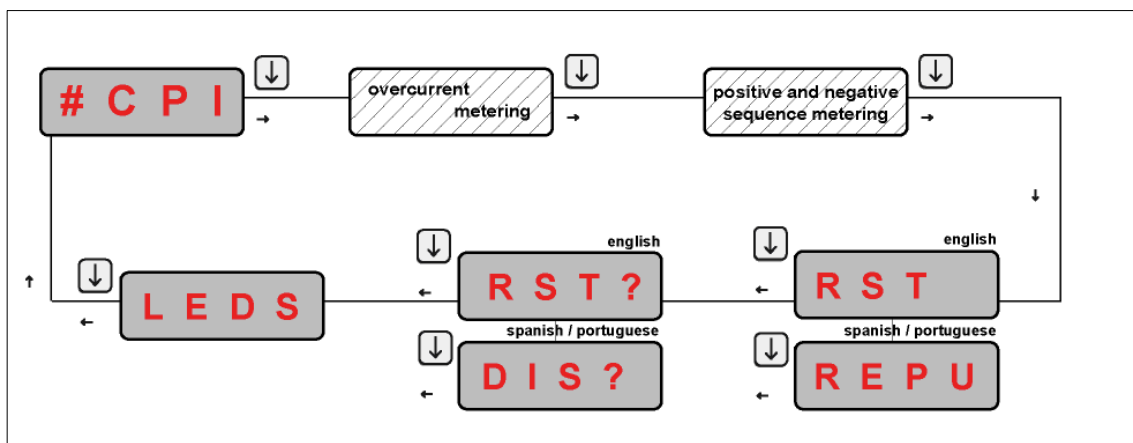 # C P I
overcurrent
metering
positive and negative
sequence metering
english
R S T ?
english
R S T
L E D S
spanish / portuguese
D I S ?
spanish / portuguese
R E P U